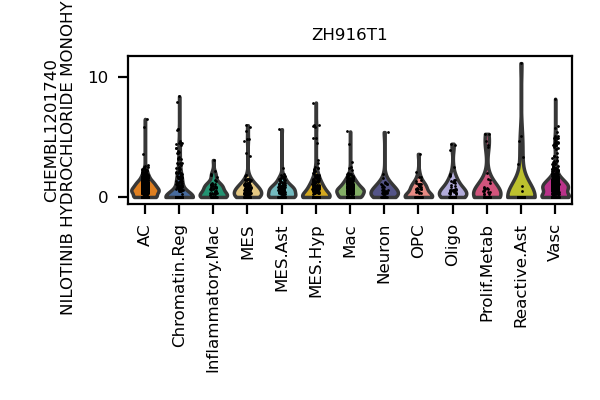 ZH916T1
CHEMBL1201740
NILOTINIB HYDROCHLORIDE MONOHY
10
0
AC
Chromatin.Reg
Inflammatory.Mac
MES
MES.Ast
MES.Hyp
Mac
Neuron
OPC
Oligo
Prolif.Metab
Reactive.Ast
Vasc